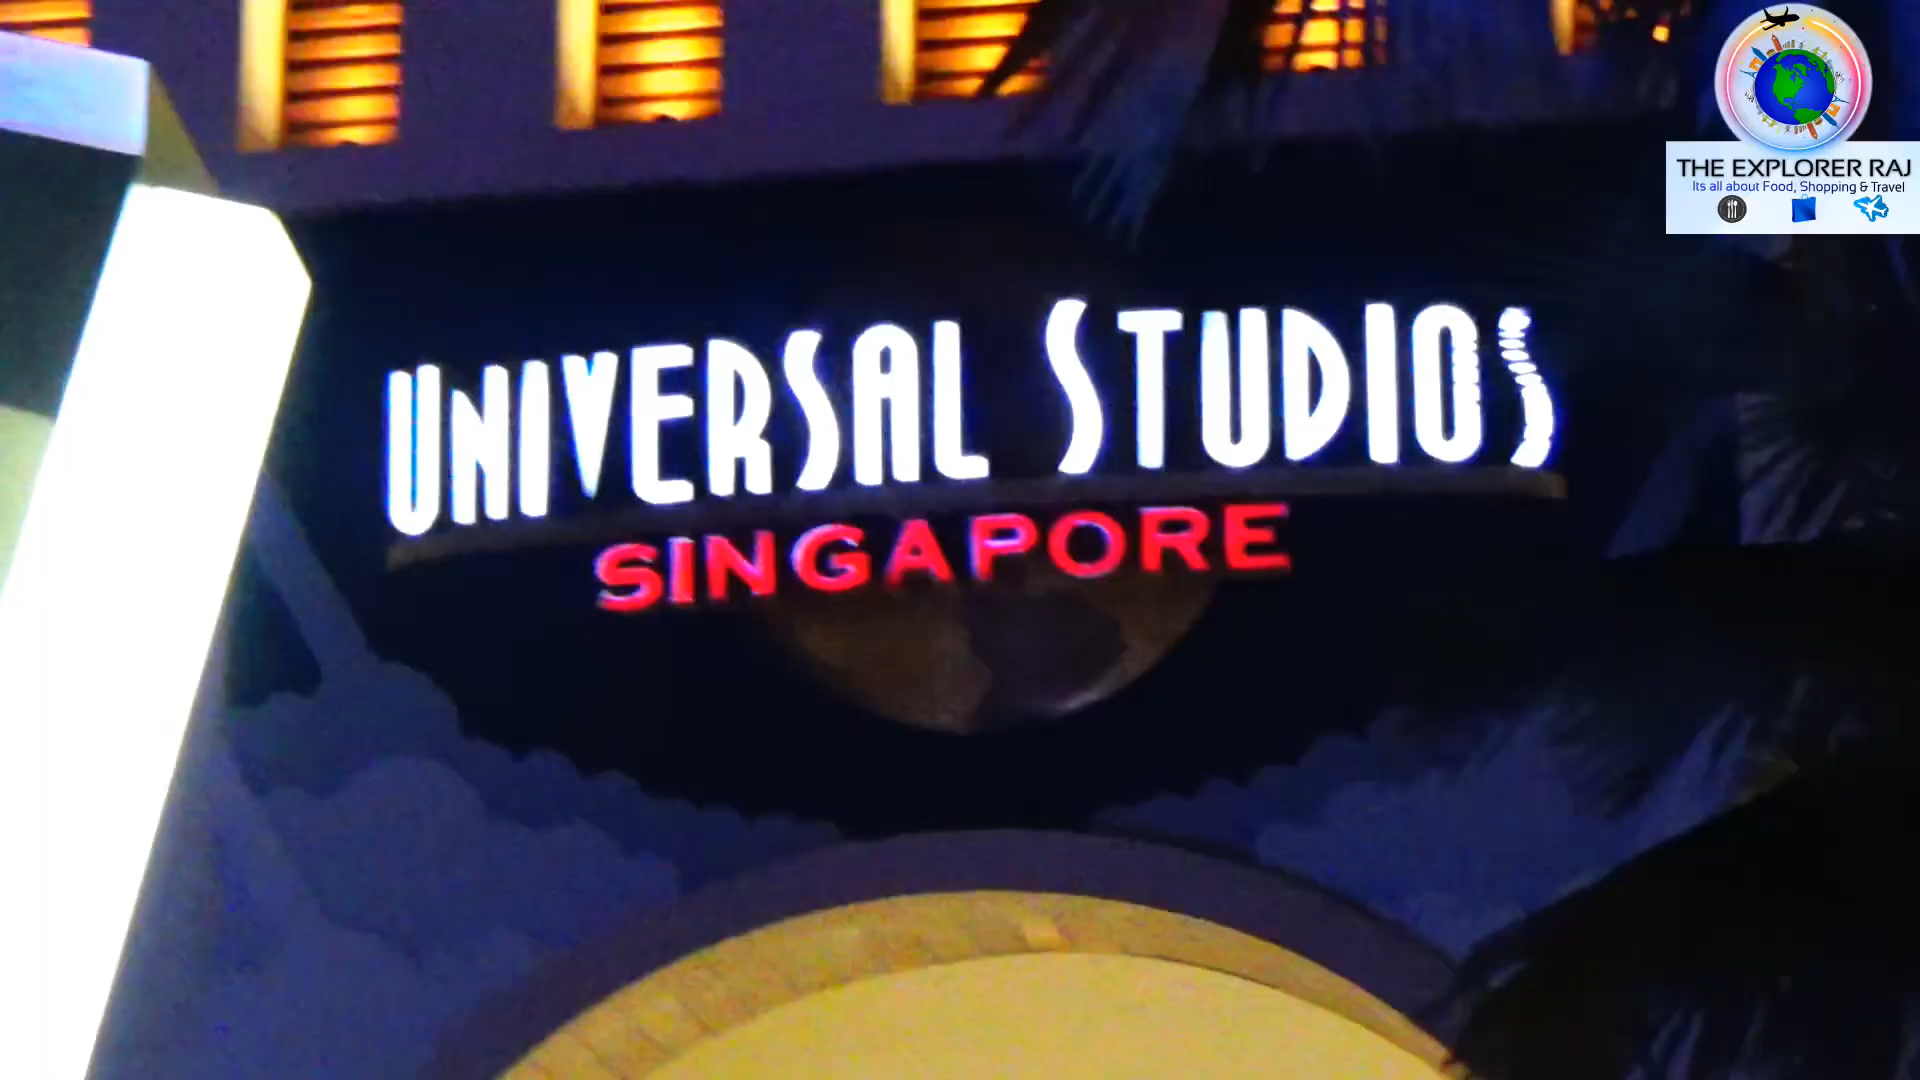 THE EXPLORER RAJ
Its all about Food, Shopping & Travel
UNIVERSAL STUDIOS
SINGAPORE